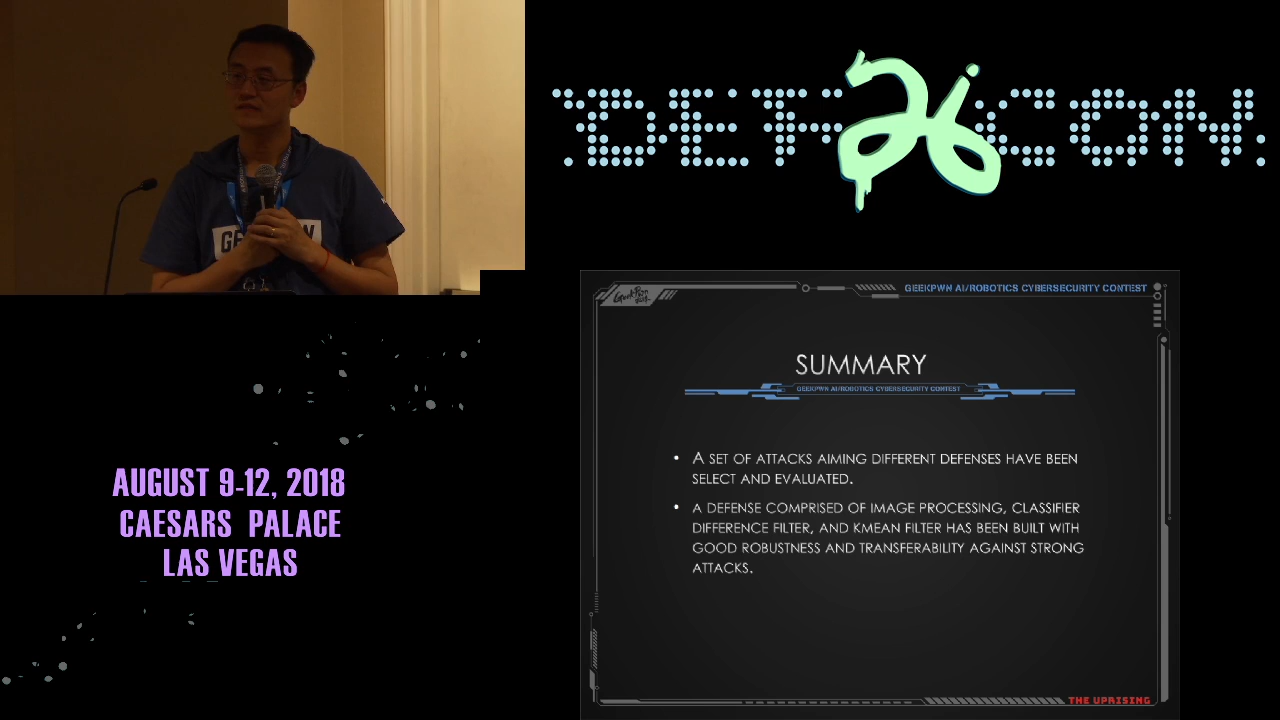 DEFCON
26
GEEKPWN AI/ROBOTICS CYBERSECURITY CONTEST
SUMMARY
GEEKPWN AI/ROBOTICS CYBERSECURITY CONTEST
• A SET OF ATTACKS AIMING DIFFERENT DEFENSES HAVE BEEN
SELECT AND EVALUATED.
• A DEFENSE COMPRISED OF IMAGE PROCESSING, CLASSIFIER
DIFFERENCE FILTER, AND KMEAN FILTER HAS BEEN BUILT WITH
GOOD ROBUSTNESS AND TRANSFERABILITY AGAINST STRONG
ATTACKS.
THE UPRISING
AUGUST 9-12, 2018
CAESARS PALACE
LAS VEGAS